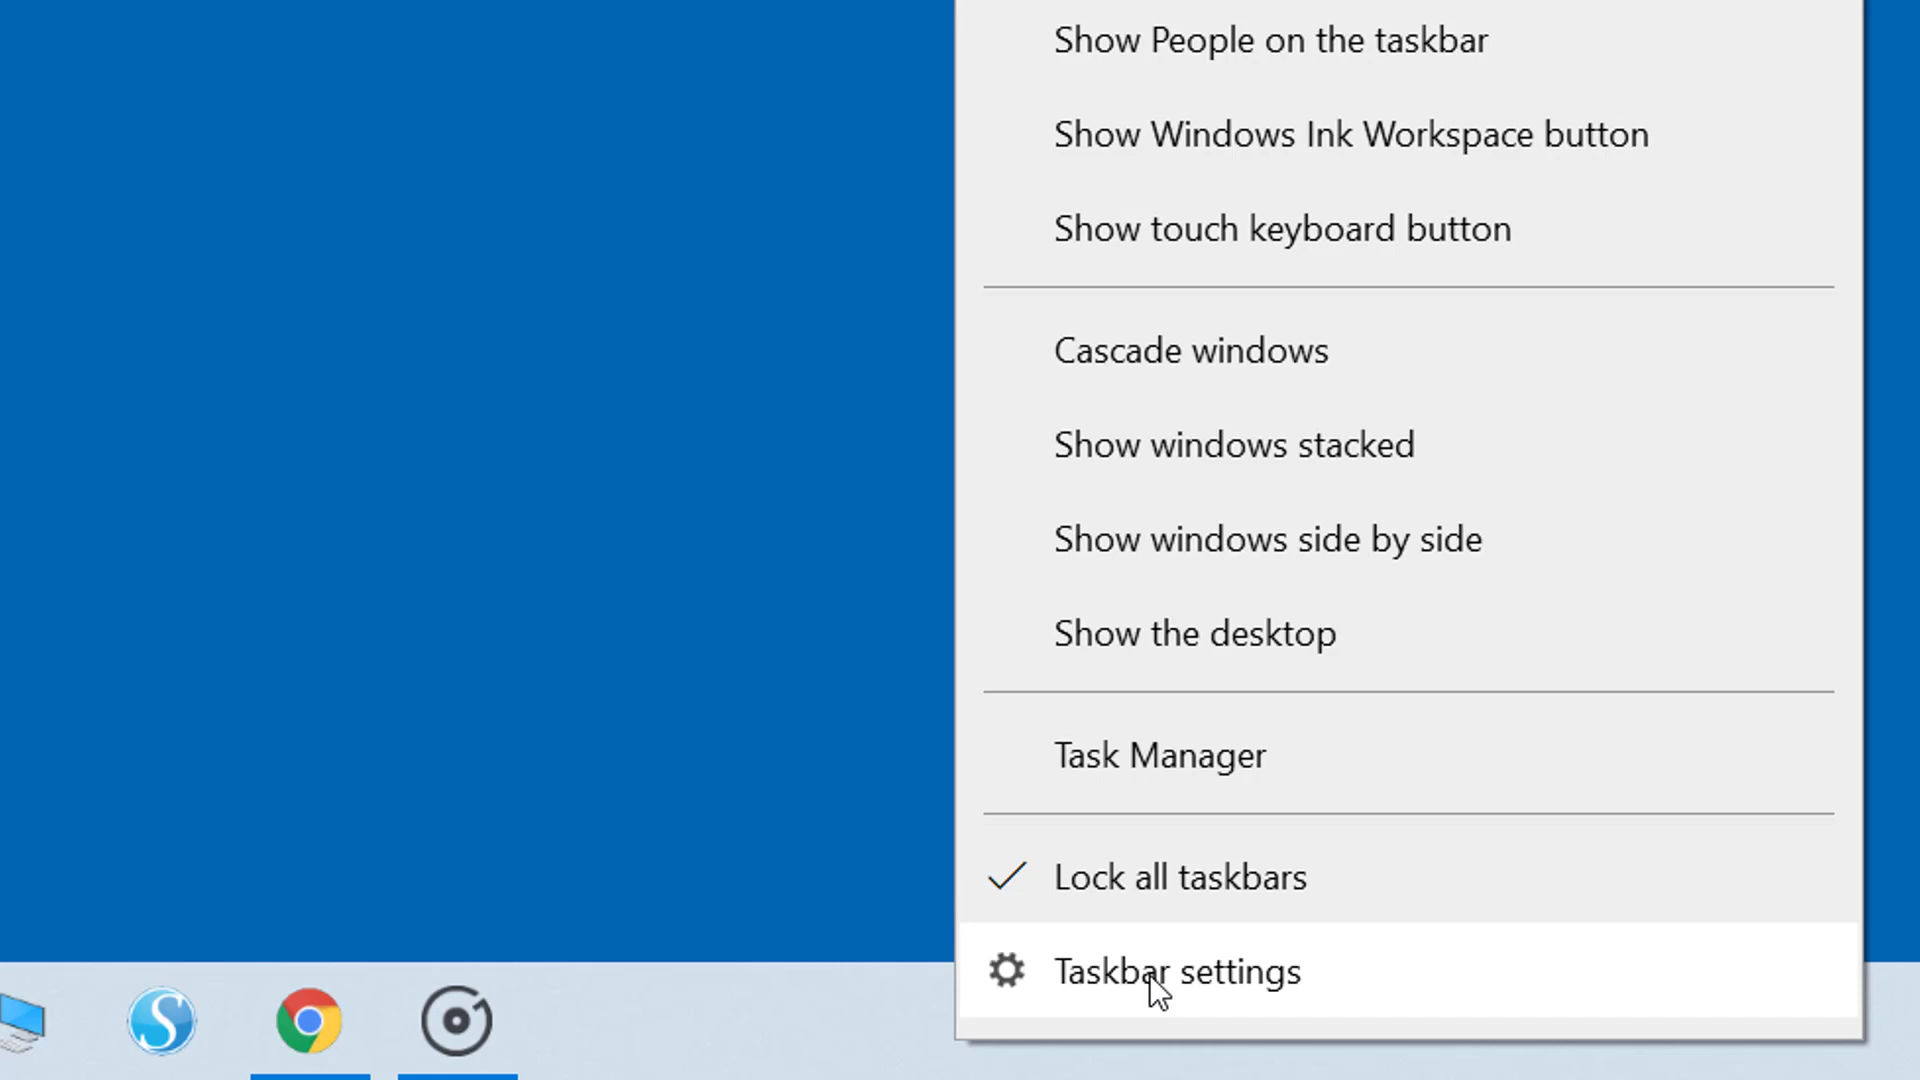 Show People on the taskbar
Show Windows Ink Workspace button
Show touch keyboard button
Cascade windows
Show windows stacked
Show windows side by side
Show the desktop
Task Manager
Lock all taskbars
Taskbar settings
S